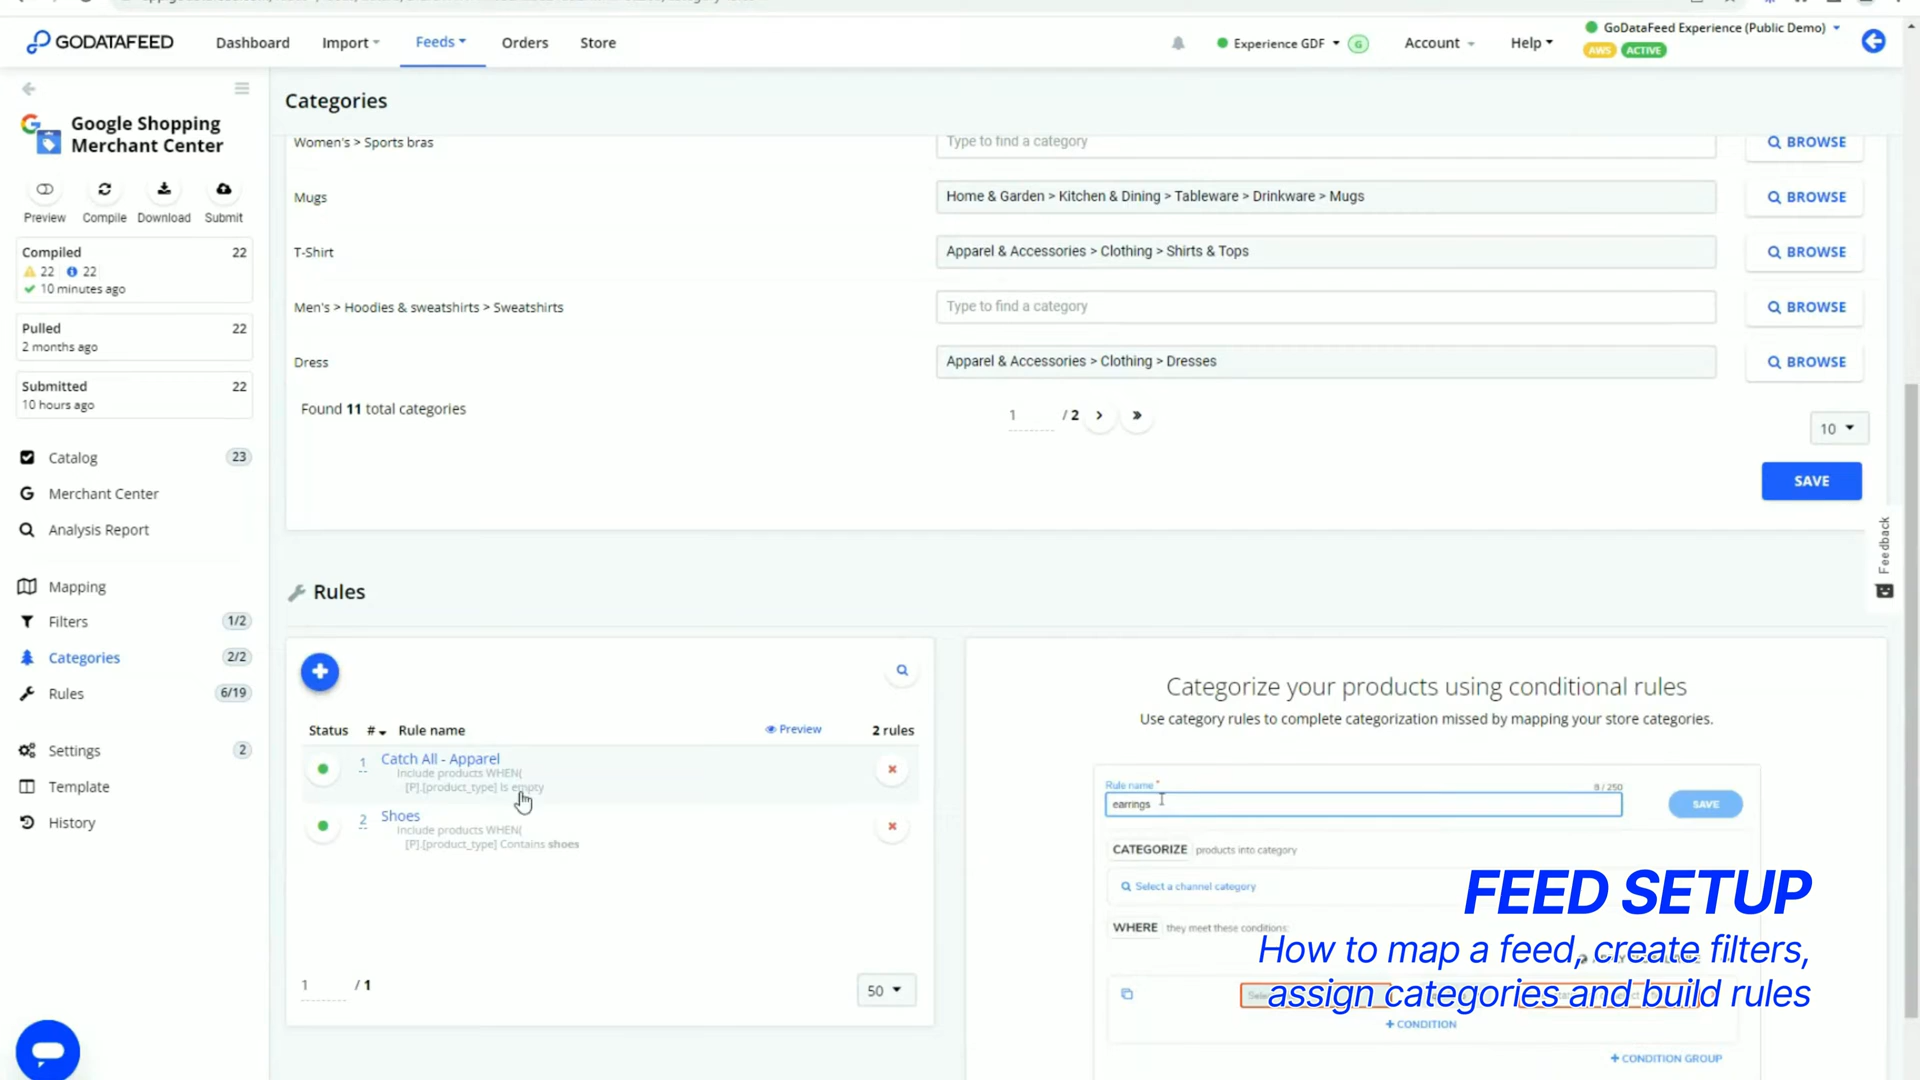 GODATAFEED
Dashboard
Import
Feeds
Orders
Store
Experience GDF
G
Account
Help
GoDataFeed Experience (Public Demo)
AWS
ACTIVE
Google Shopping
Merchant Center
Preview
Compile
Download
Submit
Compiled 22
22 22
10 minutes ago
Pulled 22
2 months ago
Submitted 22
10 hours ago
Catalog 23
Merchant Center
Analysis Report
Mapping
Filters 1/2
Categories 2/2
Rules 6/19
Settings 2
Template
History
Categories
Women's > Sports bras Type to find a category BROWSE
Mugs Home & Garden > Kitchen & Dining > Tableware > Drinkware > Mugs BROWSE
T-Shirt Apparel & Accessories > Clothing > Shirts & Tops BROWSE
Men's > Hoodies & sweatshirts > Sweatshirts Type to find a category BROWSE
Dress Apparel & Accessories > Clothing > Dresses BROWSE
Found 11 total categories
1 / 2
10
SAVE
Feedback
Rules
Status # Rule name Preview 2 rules
1 Catch All - Apparel
Include products WHEN(
[P].[product_type] Is empty
2 Shoes
Include products WHEN(
[P].[product_type] Contains shoes
1 / 1
50
Categorize your products using conditional rules
Use category rules to complete categorization missed by mapping your store categories.
Rule name * 8 / 250
earrings
SAVE
CATEGORIZE products into category
Select a channel category
WHERE they meet these conditions:
+ CONDITION
+ CONDITION GROUP
FEED SETUP
How to map a feed, create filters,
assign categories and build rules